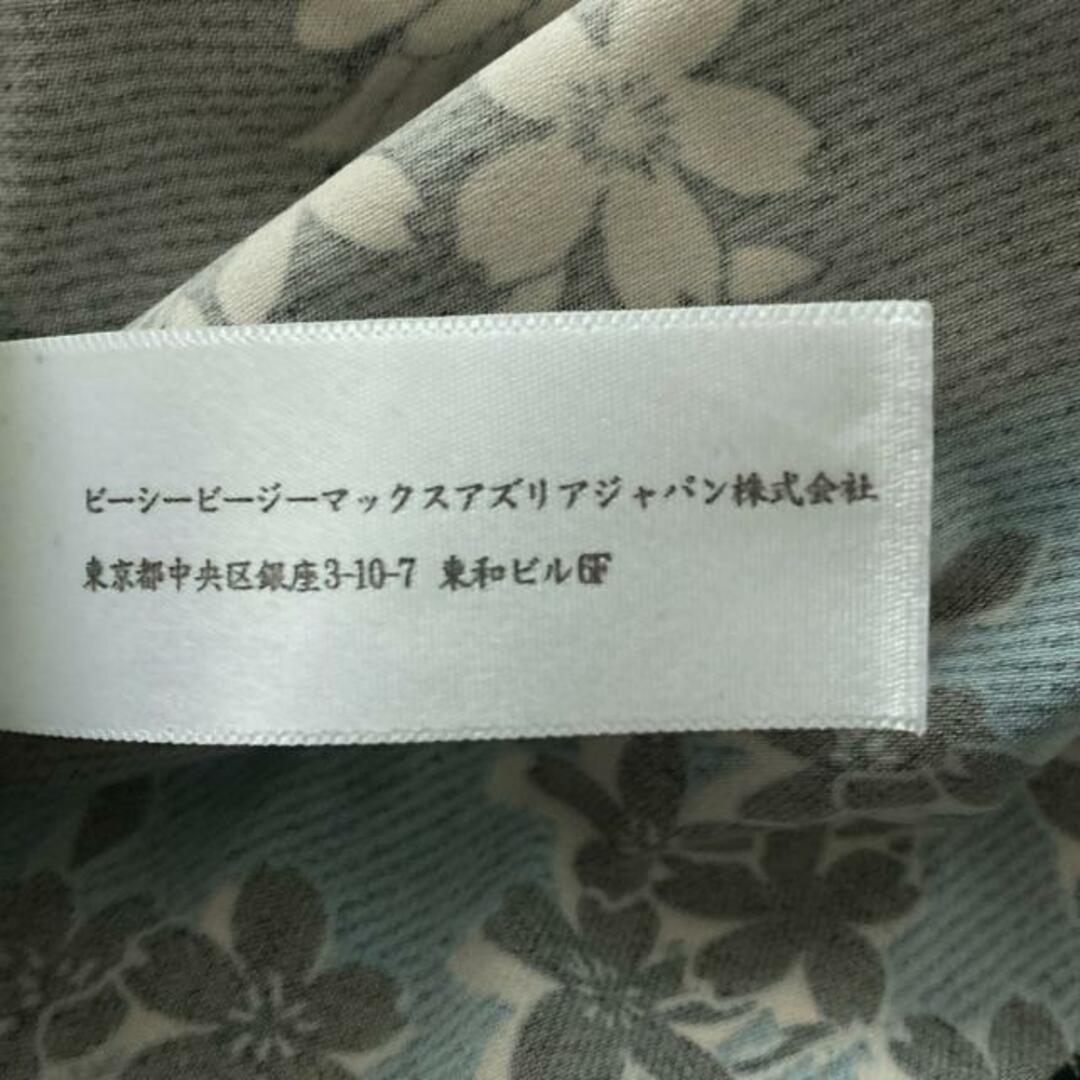 ビーシービージーマックスアズリアジャパン株式会社
東京都中央区銀座3-10-7 東和ビル6F